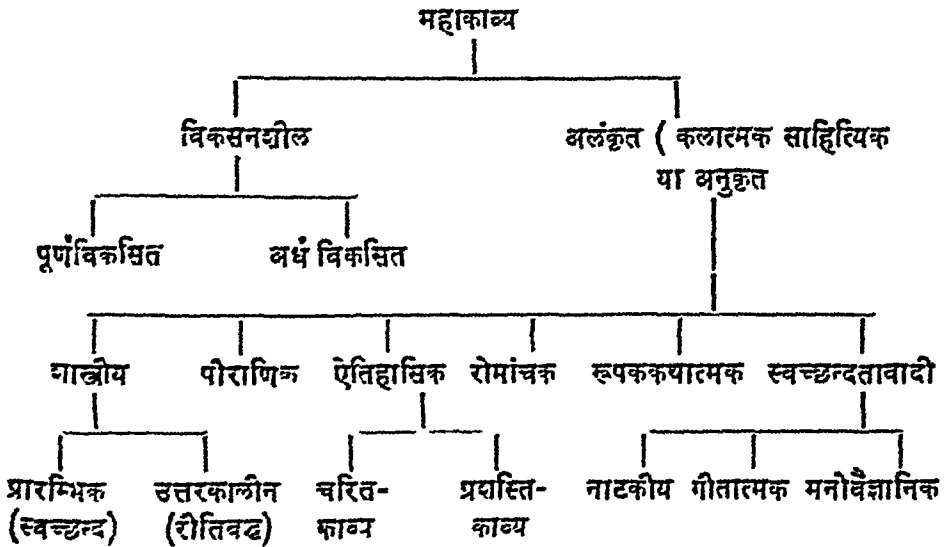 महाकाव्य
विकसनशील अलंकृत ( कलात्मक साहित्यिक
या अनुकृत
पूर्णविकसित अर्ध विकसित
शास्त्रीय पौराणिक ऐतिहासिक रोमांचक रूपककथात्मक स्वच्छन्दतावादी
प्रारम्भिक उत्तरकालीन चरित- प्रशस्ति- नाटकीय गीतात्मक मनोवैज्ञानिक
(स्वच्छन्द) (रीतिबद्ध) काव्य काव्य